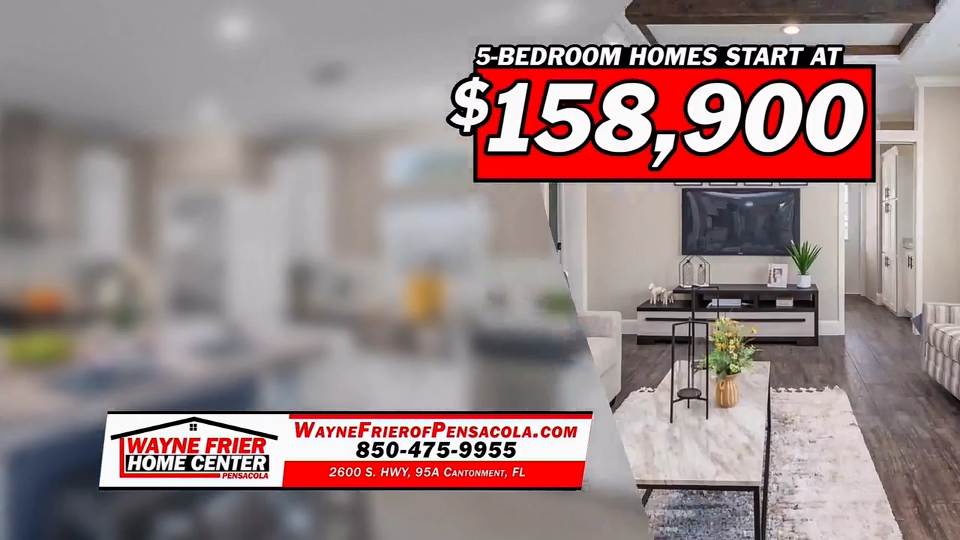 5-BEDROOM HOMES START AT
$158,900
WAYNE FRIER
HOME CENTER
PENSACOLA
WAYNEFRIEROFPENSACOLA.COM
850-475-9955
2600 S. HWY, 95A CANTONMENT, FL